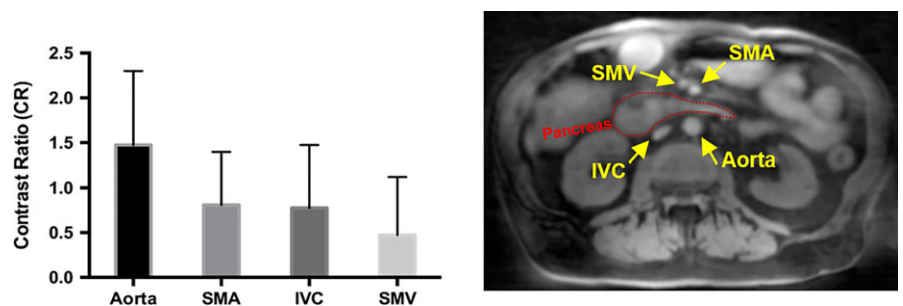 Contrast Ratio (CR)
2.5
2.0
1.5
1.0
0.5
0.0
Aorta SMA IVC SMV
SMA
SMV
Pancreas
IVC
Aorta